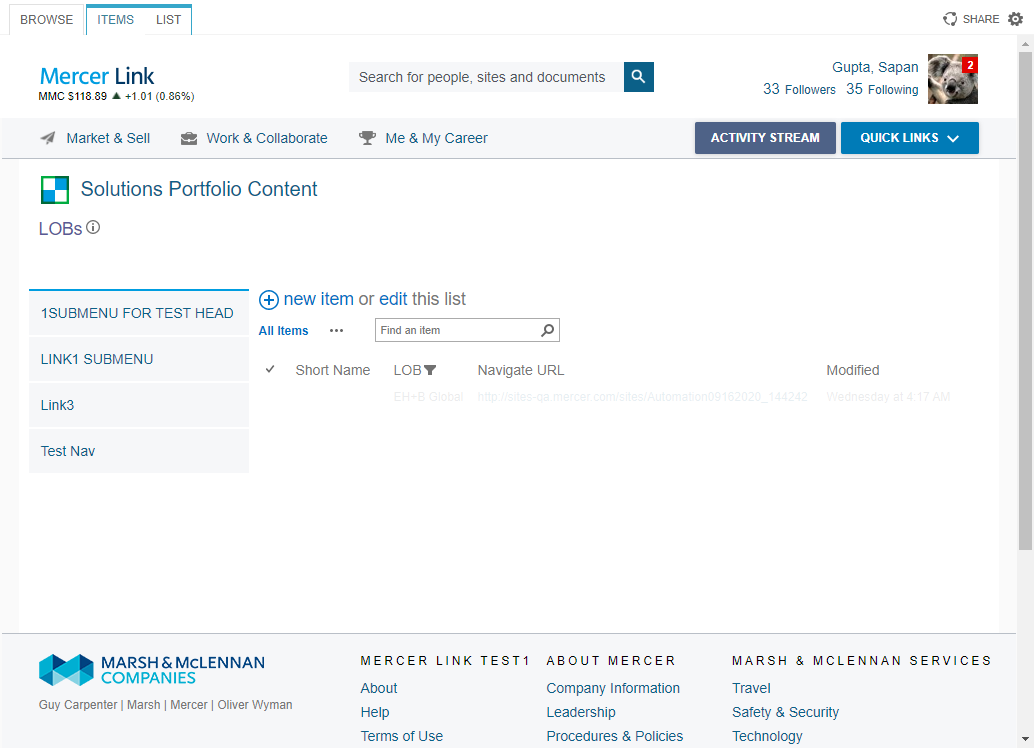 BROWSE ITEMS LIST SHARE
Mercer Link
MMC $118.89 ▲ +1.01 (0.86%)
Search for people, sites and documents
Gupta, Sapan
33 Followers 35 Following
2
Market & Sell Work & Collaborate Me & My Career ACTIVITY STREAM QUICK LINKS
Solutions Portfolio Content
LOBs
1SUBMENU FOR TEST HEAD
LINK1 SUBMENU
Link3
Test Nav
new item or edit this list
All Items ••• Find an item
Short Name LOB Navigate URL Modified
EH+B Global http://sites-qa.mercer.com/sites/Automation09162020_144242 Wednesday at 4:17 AM
MARSH & McLENNAN
COMPANIES
Guy Carpenter | Marsh | Mercer | Oliver Wyman
MERCER LINK TEST1
About
Help
Terms of Use
ABOUT MERCER
Company Information
Leadership
Procedures & Policies
MARSH & MCLENNAN SERVICES
Travel
Safety & Security
Technology